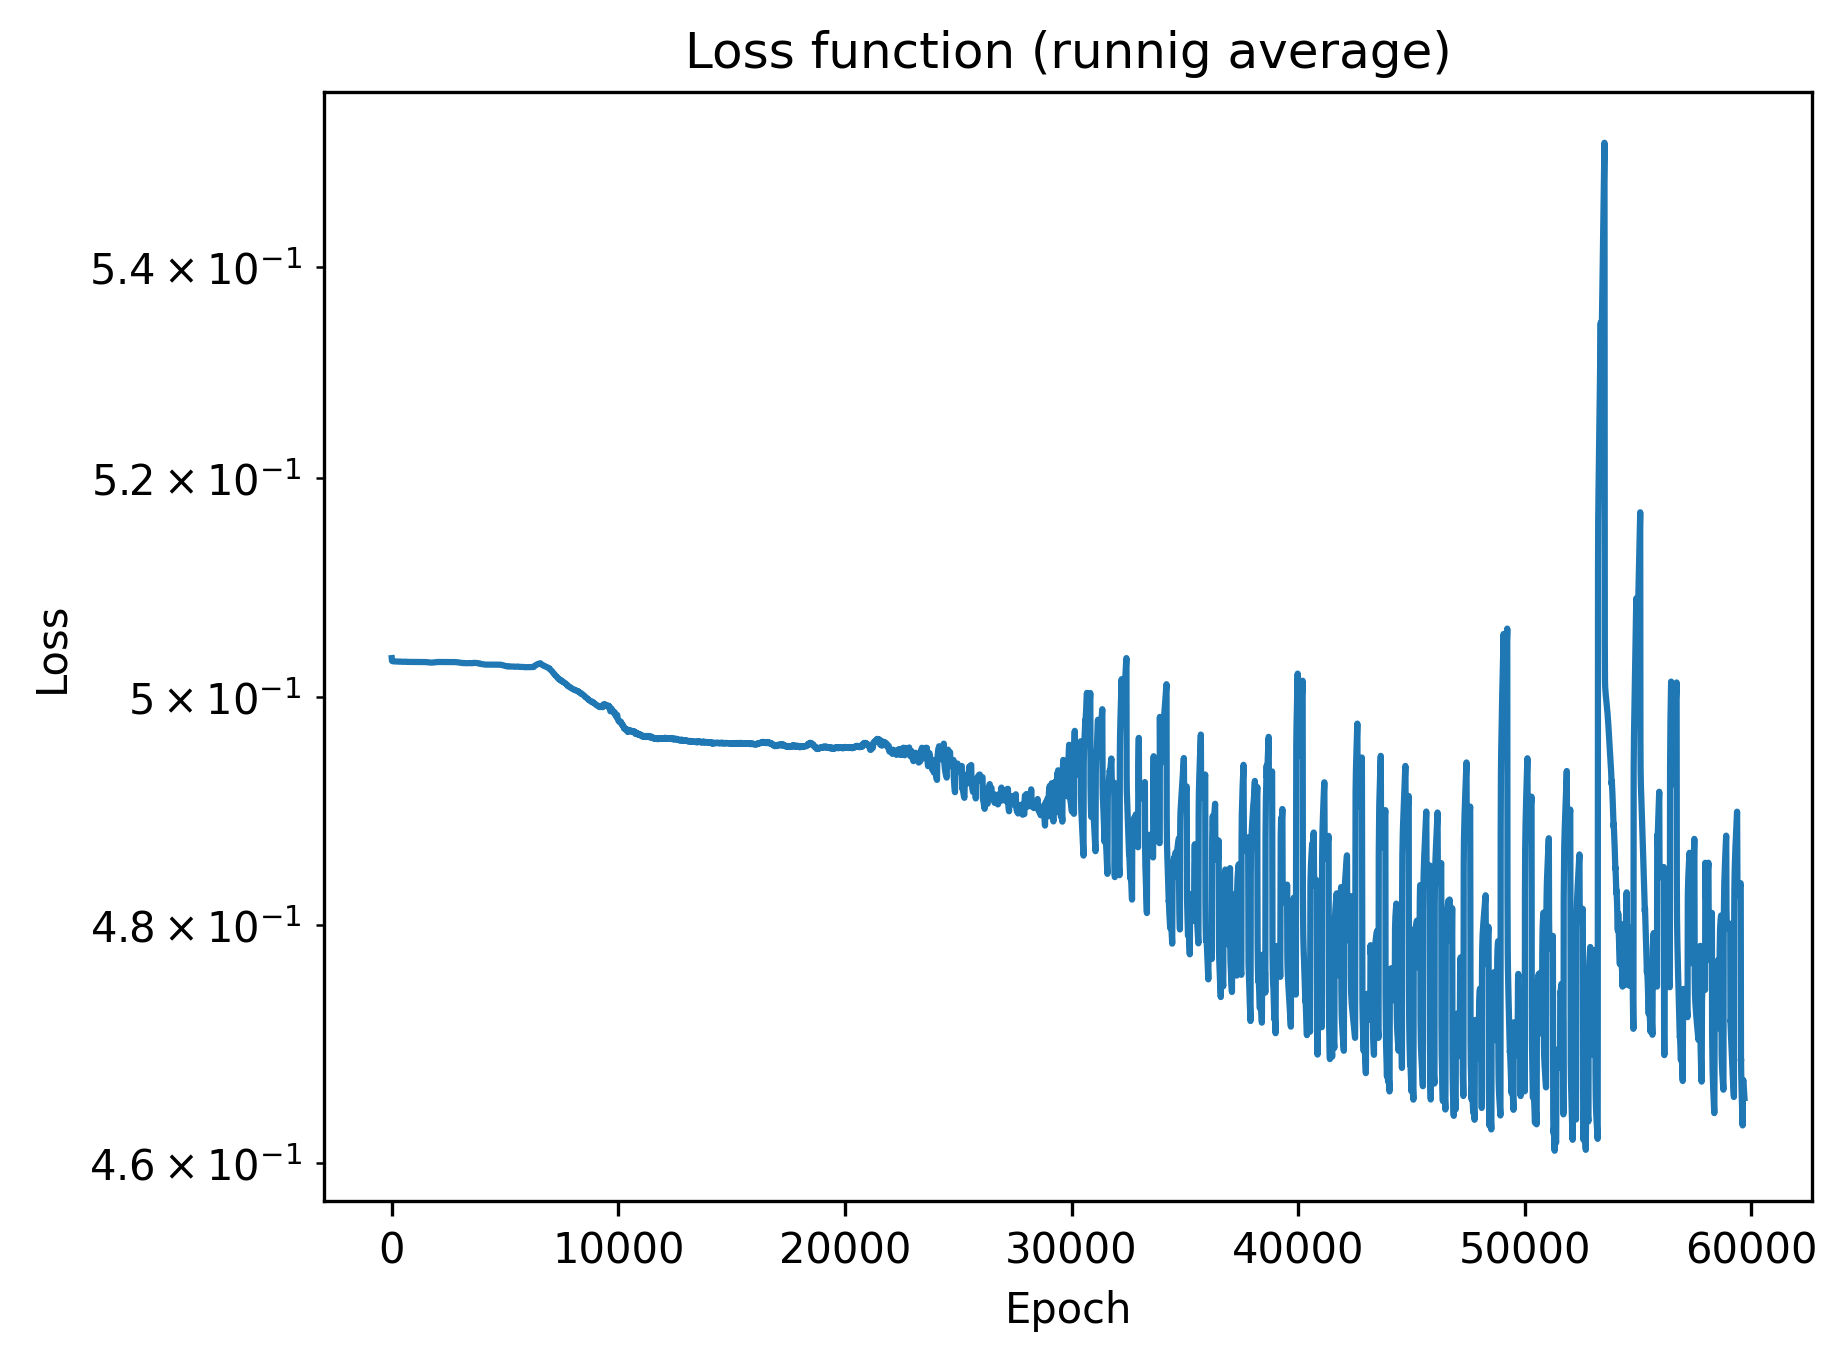 Loss function (runnig average)
5.4 × 10⁻¹
5.2 × 10⁻¹
5 × 10⁻¹
4.8 × 10⁻¹
4.6 × 10⁻¹
Loss
0 10000 20000 30000 40000 50000 60000
Epoch